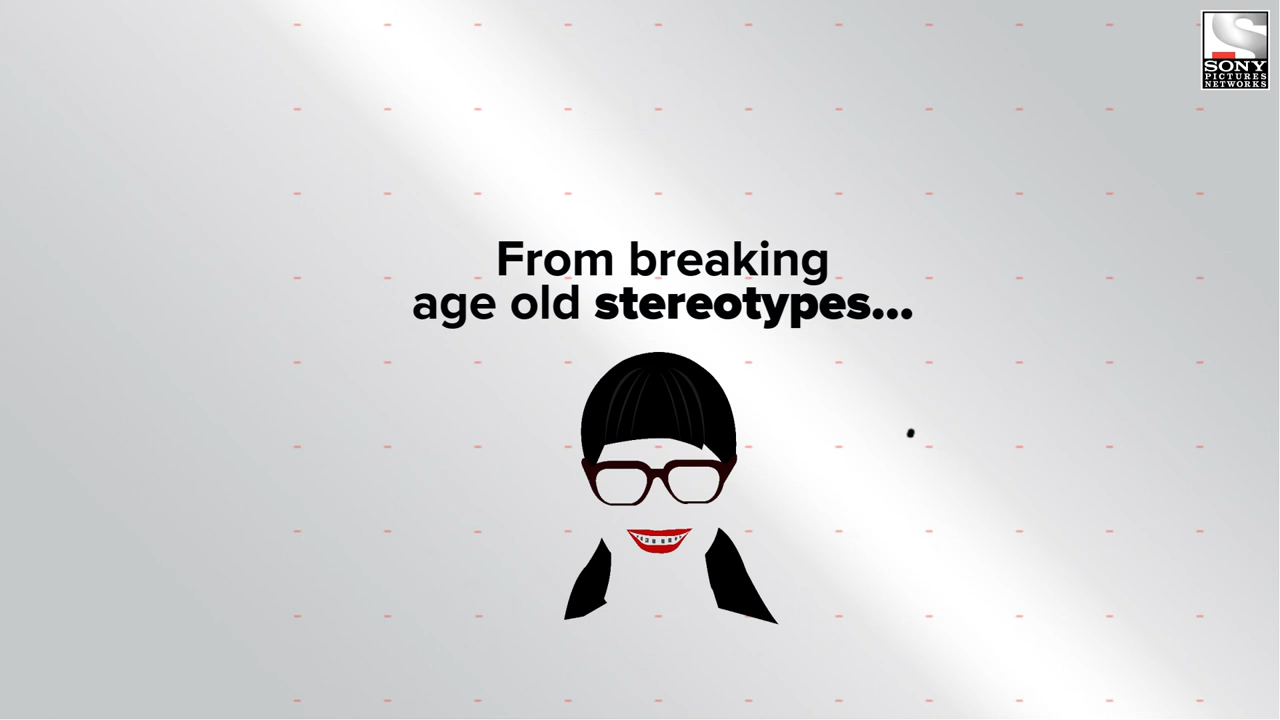 SONY
PICTURES
NETWORKS
From breaking
age old stereotypes...